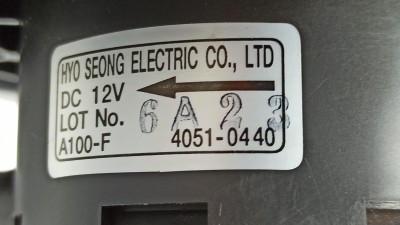 HYO SEONG ELECTRIC CO., LTD
DC 12V
LOT No. 6A23
A100-F 4051-0440